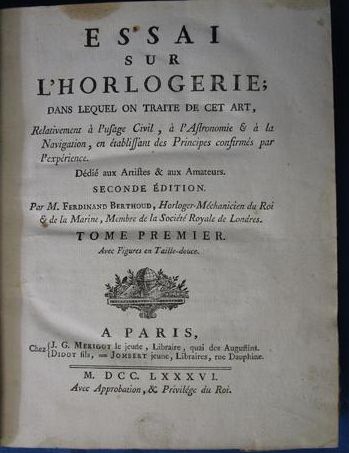 ESSAI
SUR
L'HORLOGERIE;
DANS LEQUEL ON TRAITE DE CET ART,
Relativement à l'uſage Civil, à l'Aſtronomie & à la
Navigation, en établiſſant des Principes confirmés par
l'expérience.
Dédié aux Artiſtes & aux Amateurs.
SECONDE ÉDITION.
Par M. FERDINAND BERTHOUD, Horloger-Méchanicien du Roi
& de la Marine, Membre de la Société Royale de Londres.
TOME PREMIER.
Avec Figures en Taille-douce.
A PARIS,
Chez {J. G. MERIGOT le jeune, Libraire, quai des Auguſtins.
{DIDOT fils, JOMBERT jeune, Libraires, rue Dauphine.
M. DCC. LXXXVI.
Avec Approbation, & Privilége du Roi.